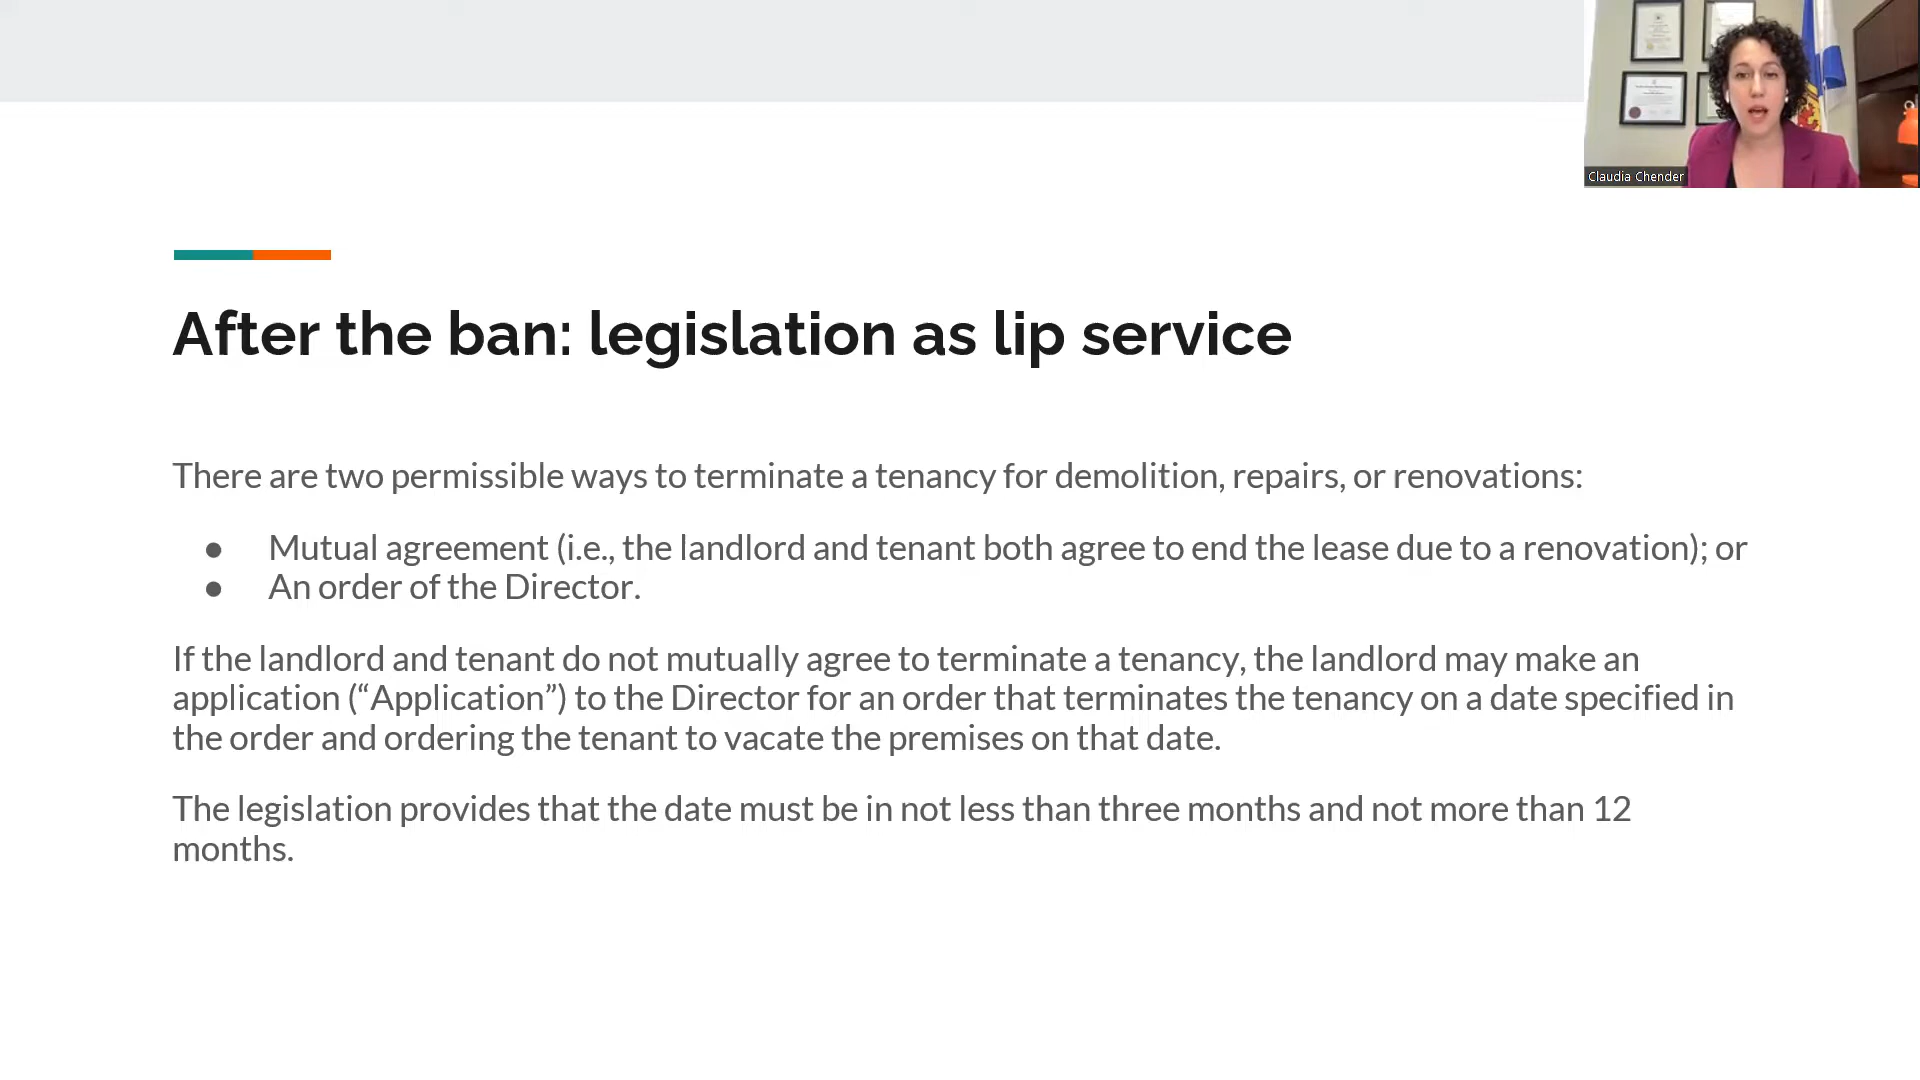 Claudia Chender
After the ban: legislation as lip service
There are two permissible ways to terminate a tenancy for demolition, repairs, or renovations:
● Mutual agreement (i.e., the landlord and tenant both agree to end the lease due to a renovation); or
● An order of the Director.
If the landlord and tenant do not mutually agree to terminate a tenancy, the landlord may make an
application (“Application”) to the Director for an order that terminates the tenancy on a date specified in
the order and ordering the tenant to vacate the premises on that date.
The legislation provides that the date must be in not less than three months and not more than 12
months.